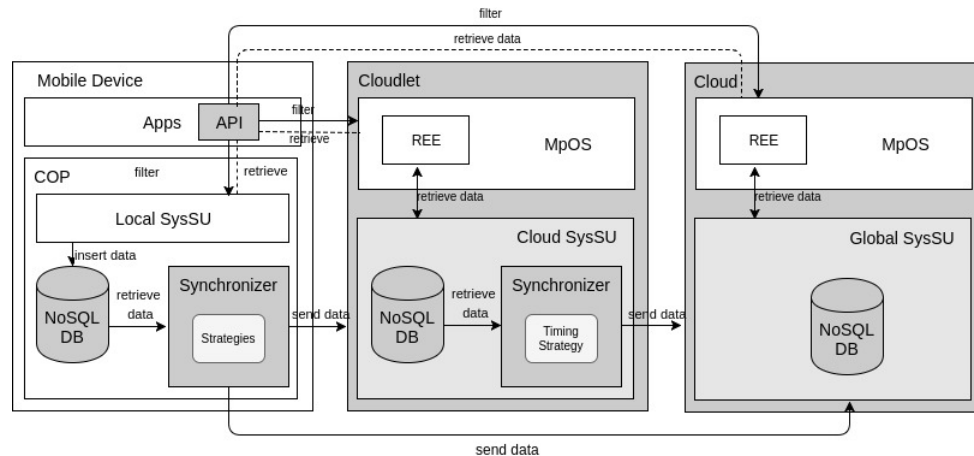 filter
retrieve data
Mobile Device
Cloudlet
Cloud
Apps
API
filter
retrieve
REE
MpOS
REE
MpOS
COP
filter
retrieve
retrieve data
retrieve data
Local SysSU
Cloud SysSU
Global SysSU
insert data
NoSQL
DB
retrieve
data
Synchronizer
Strategies
send data
NoSQL
DB
retrieve
data
Synchronizer
Timing
Strategy
send data
NoSQL
DB
send data